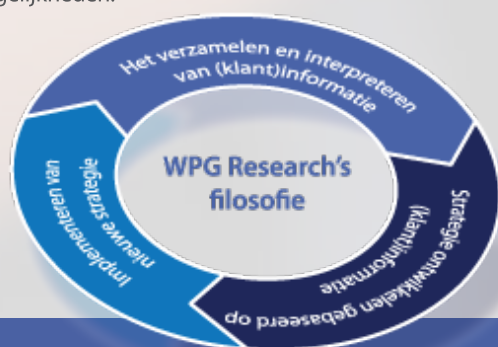 Het verzamelen en interpreteren
van (klant)informatie
Strategie ontwikkelen gebaseerd op
(klant)informatie
Implementeren van
nieuwe strategie
WPG Research's
filosofie